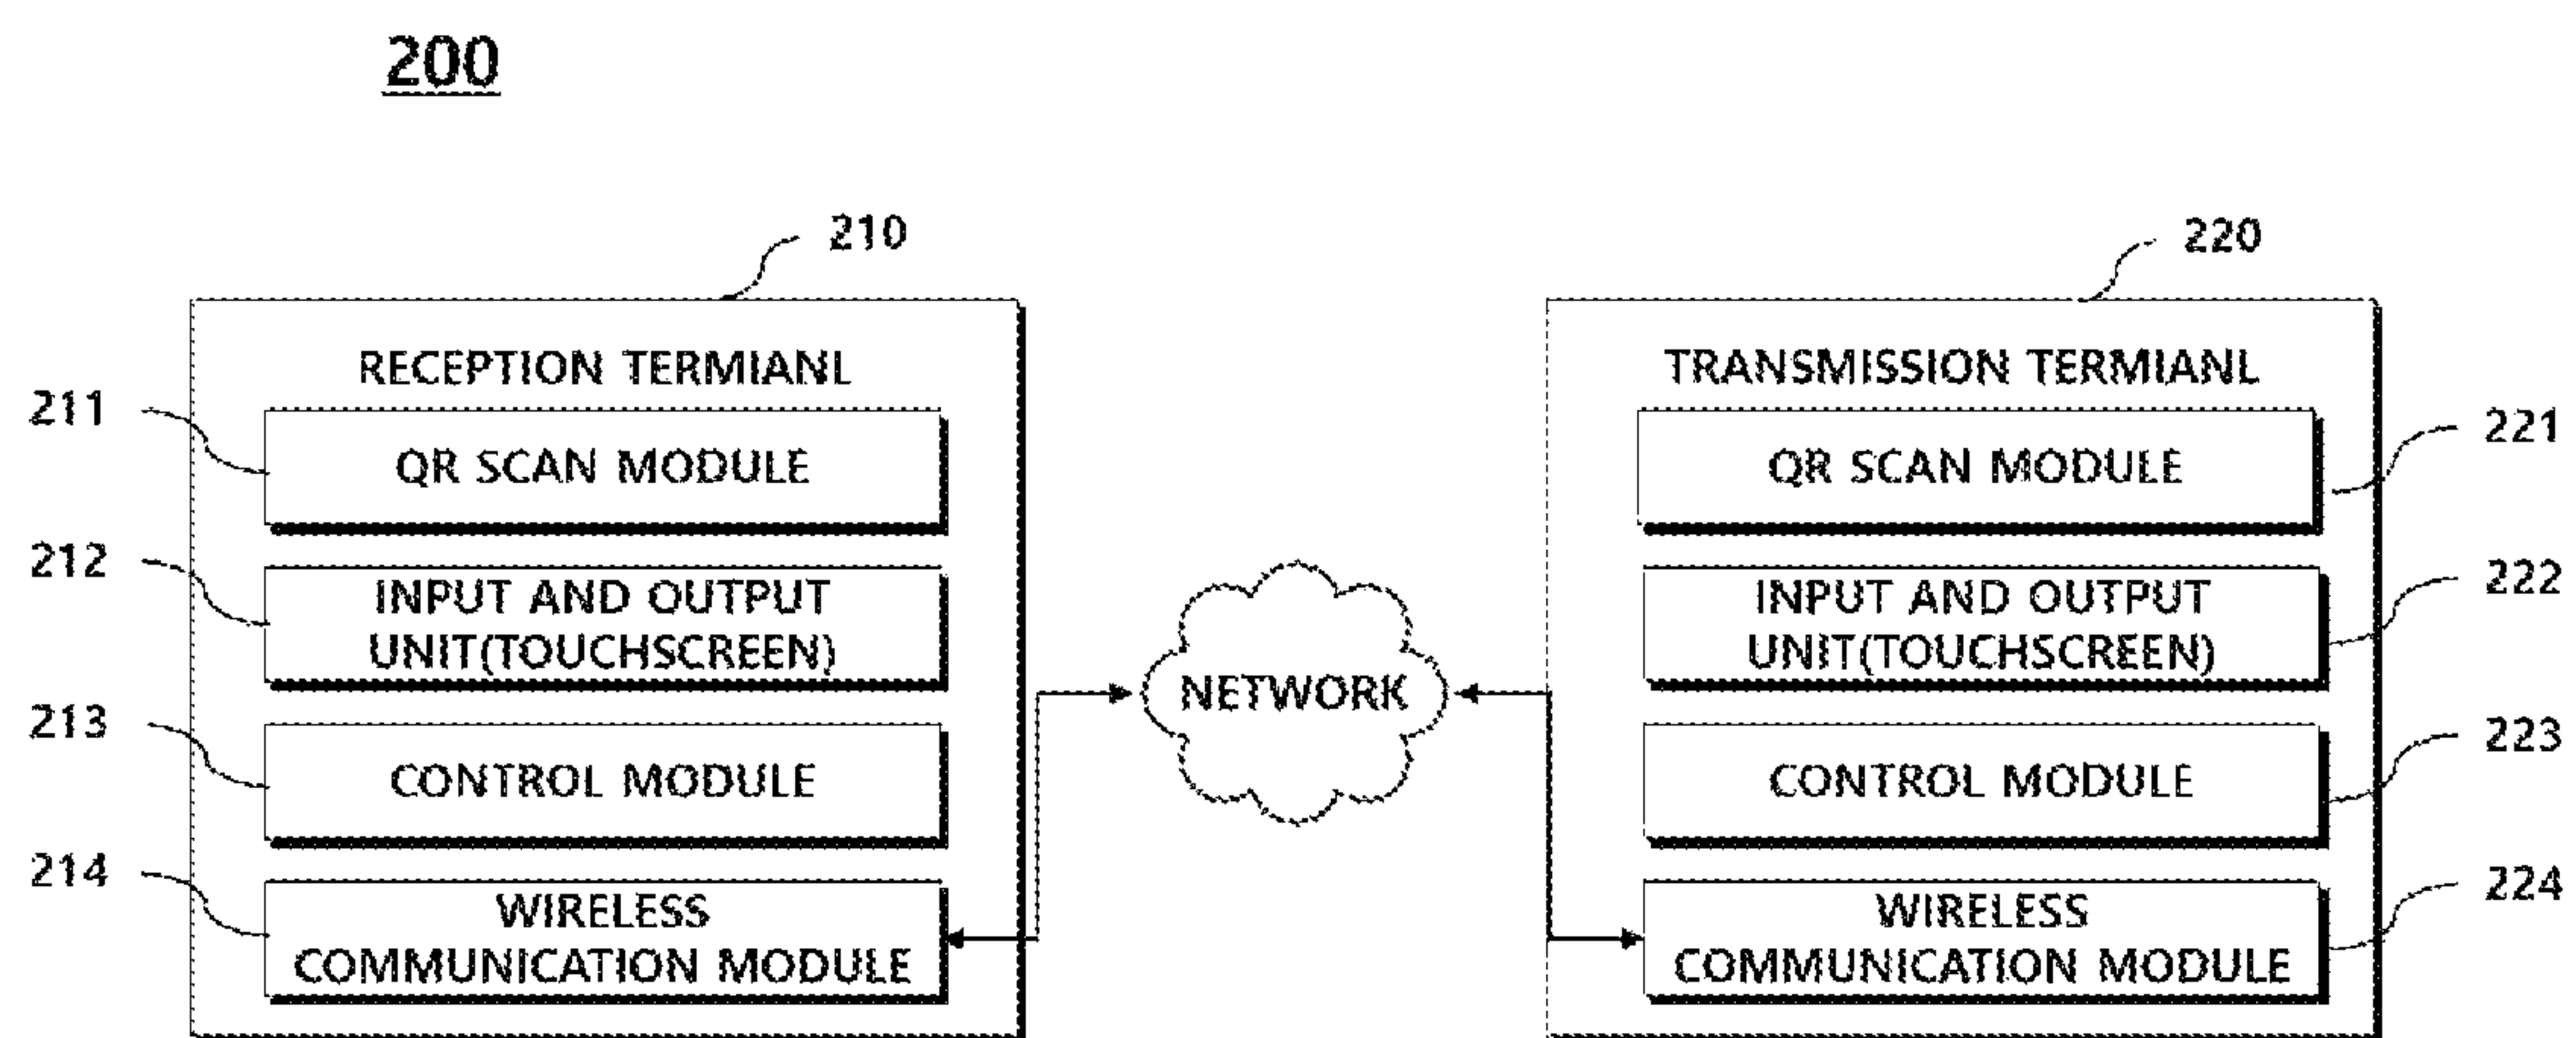 200
210
RECEPTION TERMIANL
211
QR SCAN MODULE
212
INPUT AND OUTPUT
UNIT(TOUCHSCREEN)
213
CONTROL MODULE
214
WIRELESS
COMMUNICATION MODULE
NETWORK
220
TRANSMISSION TERMIANL
QR SCAN MODULE
221
INPUT AND OUTPUT
UNIT(TOUCHSCREEN)
222
CONTROL MODULE
223
WIRELESS
COMMUNICATION MODULE
224